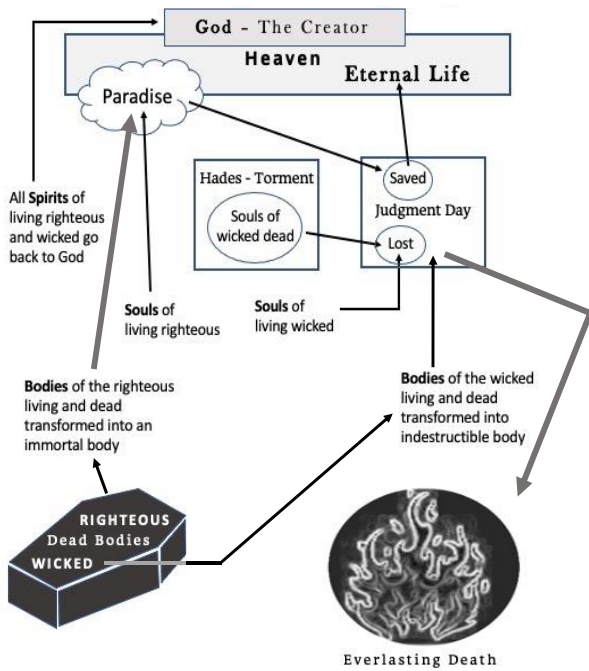 God - The Creator
Heaven
Eternal Life
Paradise
All Spirits of
living righteous
and wicked go
back to God
Hades - Torment
Souls of
wicked dead
Saved
Judgment Day
Lost
Souls of
living righteous
Souls of
living wicked
Bodies of the righteous
living and dead
transformed into an
immortal body
Bodies of the wicked
living and dead
transformed into
indestructible body
RIGHTEOUS
Dead Bodies
WICKED
Everlasting Death